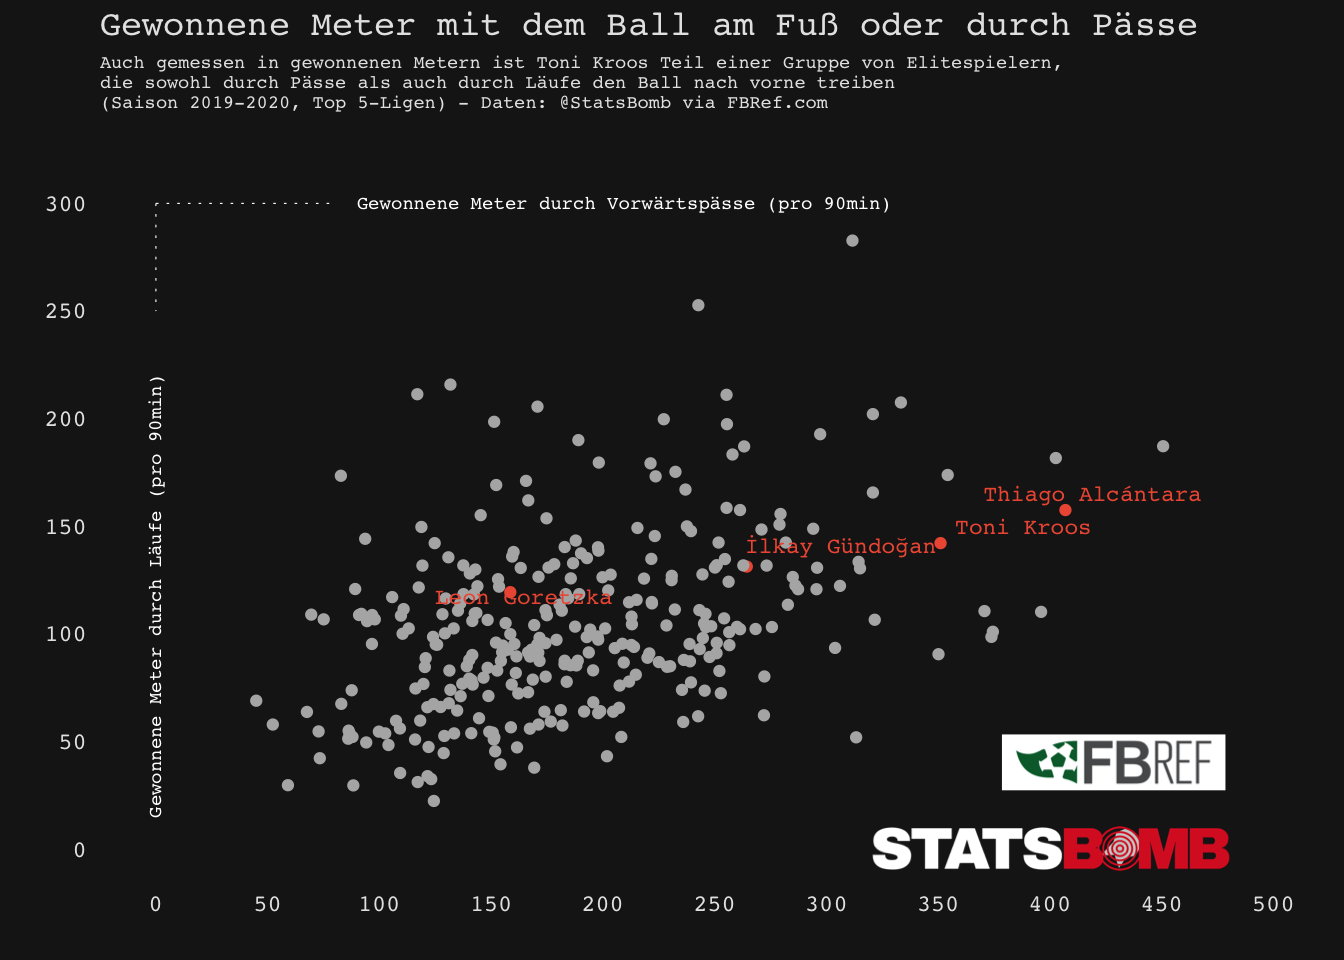 Gewonnene Meter mit dem Ball am Fuß oder durch Pässe
Auch gemessen in gewonnenen Metern ist Toni Kroos Teil einer Gruppe von Elitespielern,
die sowohl durch Pässe als auch durch Läufe den Ball nach vorne treiben
(Saison 2019-2020, Top 5-Ligen) - Daten: @StatsBomb via FBRef.com
300
Gewonnene Meter durch Vorwärtspässe (pro 90min)
250
200
150
100
50
0
Gewonnene Meter durch Läufe (pro 90min)
Thiago Alcántara
Toni Kroos
İlkay Gündoğan
Leon Goretzka
FBREF
STATSBOMB
0 50 100 150 200 250 300 350 400 450 500